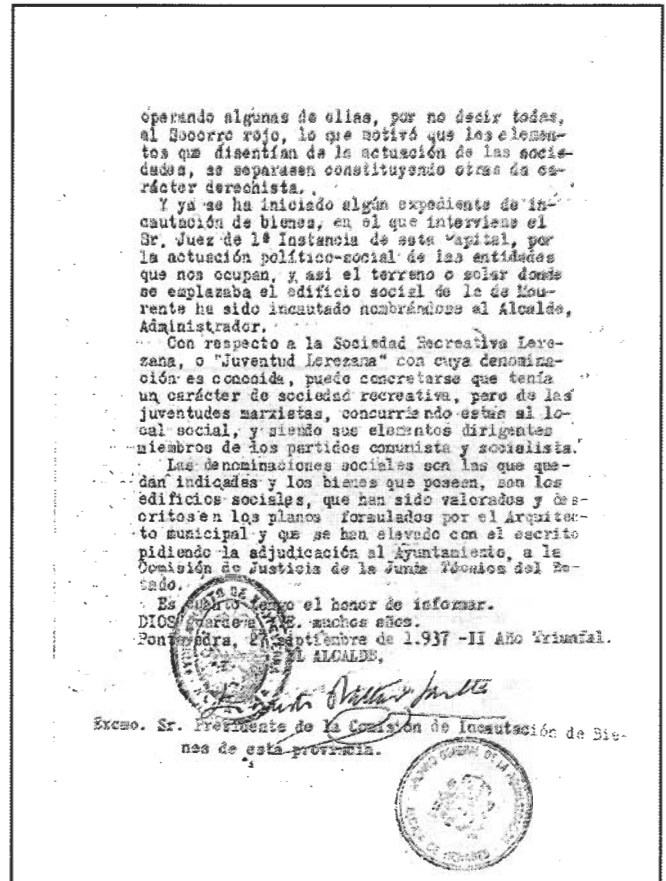 operando algunas de ellas, por no decir todas,
al Socorro rojo, lo que motivó que los elemen-
tos que disentían de la actuación de las socie-
dades, se separasen constituyendo otras de ca-
rácter derechista.
Y ya se ha iniciado algún expediente de in-
cautación de bienes, en el que interviene el
Sr. Juez de 1ª Instancia de esta Capital, por
la actuación político-social de las entidades
que nos ocupan, y asi el terreno o solar donde
se emplazaba el edificio social de la de Mou-
rente ha sido incautado nombrándose al Alcalde,
Administrador.
Con respecto a la Sociedad Recreativa Lere-
zana, o "Juventud Lerezana" con cuya denomina-
ción es conocida, puede concretarse que tenía
un carácter de sociedad recreativa, pero de las
juventudes marxistas, concurriendo estas al lo-
cal social, y siendo sus elementos dirigentes
miembros de los partidos comunista y socialista.
Las denominaciones sociales son las que que-
dan indicadas y los bienes que poseen, son los
edificios sociales, que han sido valorados y des-
critos en los planos formulados por el Arquitec-
to municipal y que se han elevado con el escrito
pidiendo la adjudicación al Ayuntamiento, a la
Comisión de Justicia de la Junta Técnica del Es-
tado.
Es cuanto tengo el honor de informar.
DIOS guarde a V.E. muchos años.
Pontevedra, Septiembre de 1.937 -II Año Triunfal.
EL ALCALDE,
Excmo. Sr. Presidente de la Comisión de Incautación de Bie-
nes de esta provincia.
ARCHIVO GENERAL DE LA ADMINISTRACION
ALCALA DE HENARES